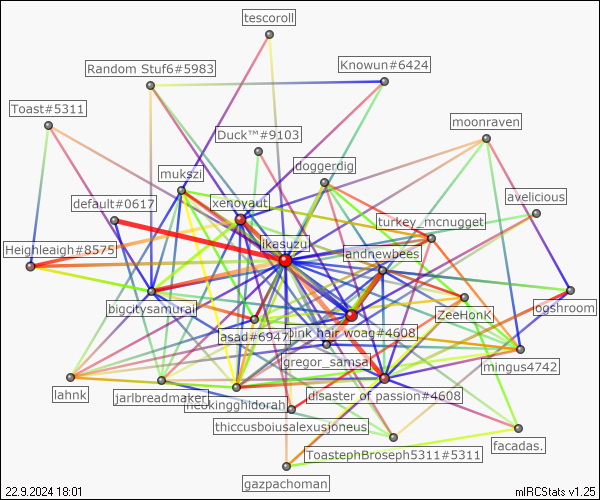 tescoroll
Random Stuf6#5983
Knowun#6424
Toast#5311
moonraven
Duck™#9103
doggerdig
mukszi
avelicious
default#0617
xenoyaut
turkey_mcnugget
Heighleaigh#8575
likasuzu
andnewbees
bigcitysamurai
asad#6947
pink hair woag#4608
ZeeHonK
jogshroom
gregor_samsa
mingus4742
lahnk
jarlbreadmaker
neokingghidorah
disaster of passion#4608
thiccusboiusalexusjoneus
facadas.
ToastephBroseph5311#5311
gazpachoman
22.9.2024 18:01
mIRCStats v1.25